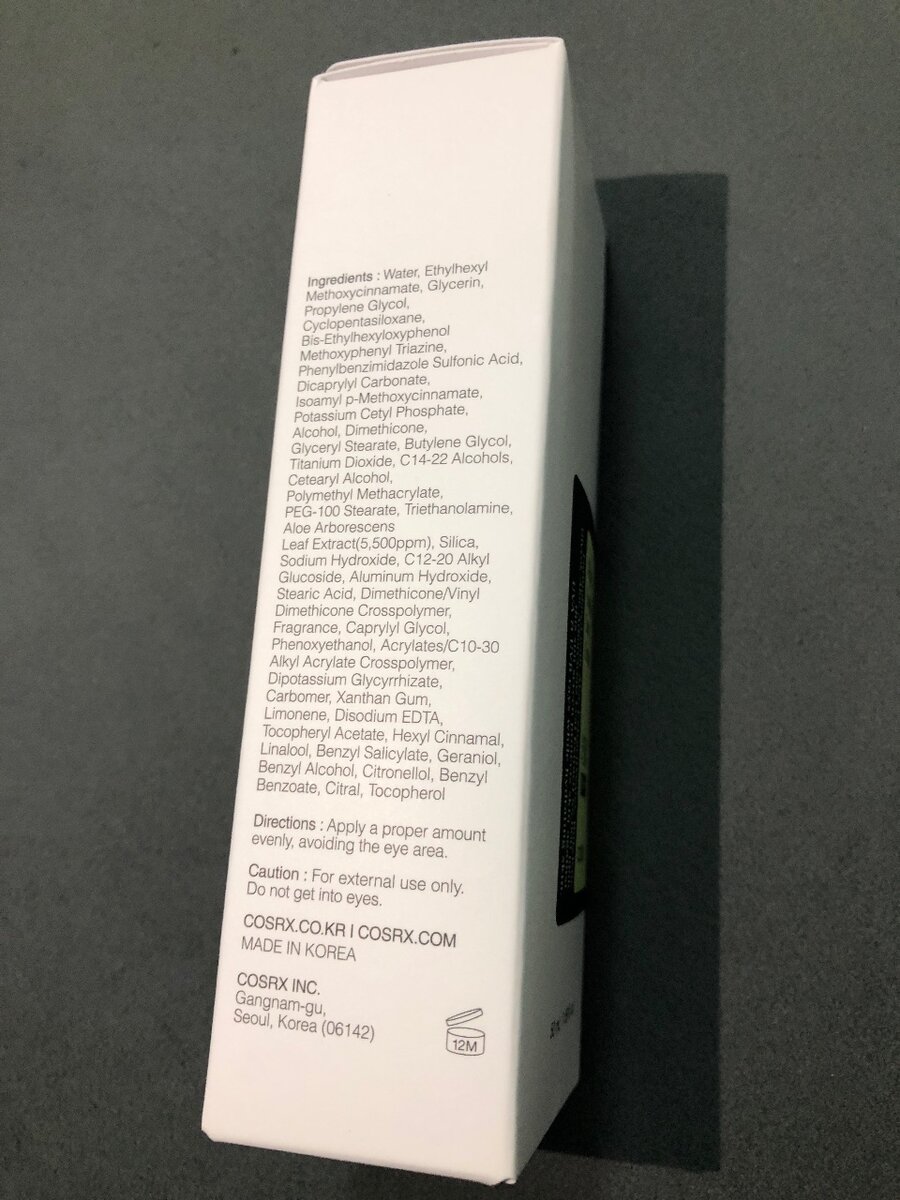 Ingredients : Water, Ethylhexyl
Methoxycinnamate, Glycerin,
Propylene Glycol,
Cyclopentasiloxane,
Bis-Ethylhexyloxyphenol
Methoxyphenyl Triazine,
Phenylbenzimidazole Sulfonic Acid,
Dicaprylyl Carbonate,
Isoamyl p-Methoxycinnamate,
Potassium Cetyl Phosphate,
Alcohol, Dimethicone,
Glyceryl Stearate, Butylene Glycol,
Titanium Dioxide, C14-22 Alcohols,
Cetearyl Alcohol,
Polymethyl Methacrylate,
PEG-100 Stearate, Triethanolamine,
Aloe Arborescens
Leaf Extract(5,500ppm), Silica,
Sodium Hydroxide, C12-20 Alkyl
Glucoside, Aluminum Hydroxide,
Stearic Acid, Dimethicone/Vinyl
Dimethicone Crosspolymer,
Fragrance, Caprylyl Glycol,
Phenoxyethanol, Acrylates/C10-30
Alkyl Acrylate Crosspolymer,
Dipotassium Glycyrrhizate,
Carbomer, Xanthan Gum,
Limonene, Disodium EDTA,
Tocopheryl Acetate, Hexyl Cinnamal,
Linalool, Benzyl Salicylate, Geraniol,
Benzyl Alcohol, Citronellol, Benzyl
Benzoate, Citral, Tocopherol
Directions : Apply a proper amount
evenly, avoiding the eye area.
Caution : For external use only.
Do not get into eyes.
COSRX.CO.KR I COSRX.COM
MADE IN KOREA
COSRX INC.
Gangnam-gu,
Seoul, Korea (06142)
12M